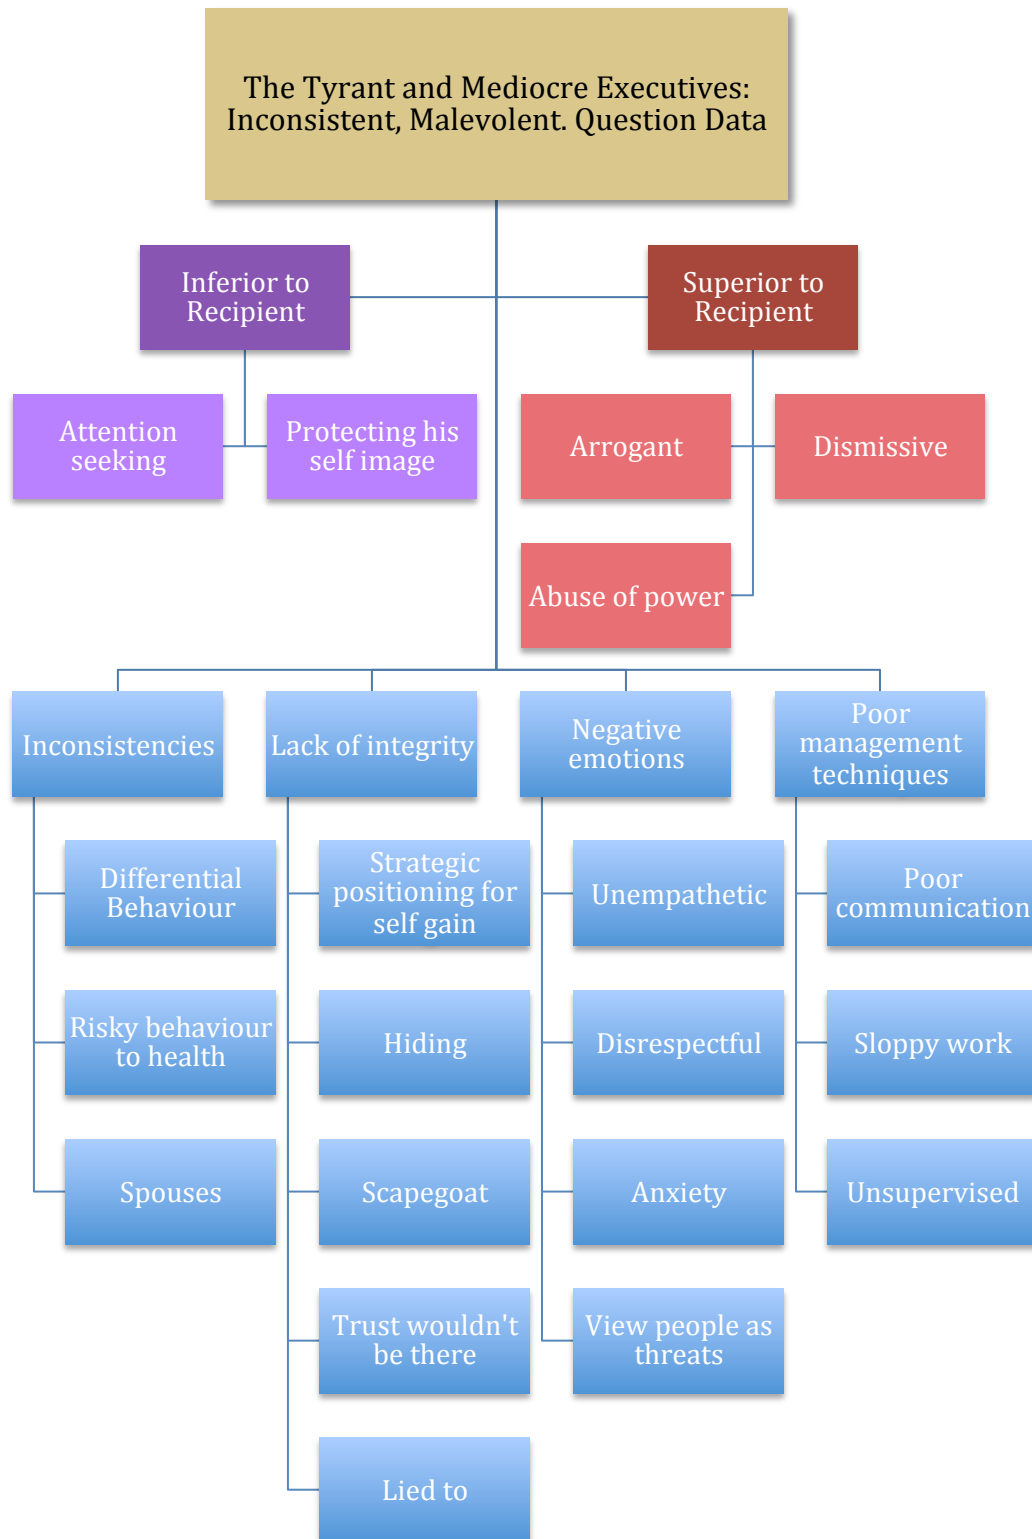 The Tyrant and Mediocre Executives:
Inconsistent, Malevolent. Question Data
Inferior to
Recipient
Superior to
Recipient
Attention
seeking
Protecting his
self image
Arrogant
Dismissive
Abuse of power
Inconsistencies
Lack of integrity
Negative
emotions
Poor
management
techniques
Differential
Behaviour
Strategic
positioning for
self gain
Unempathetic
Poor
communication
Risky behaviour
to health
Hiding
Disrespectful
Sloppy work
Spouses
Scapegoat
Anxiety
Unsupervised
Trust wouldn't
be there
View people as
threats
Lied to